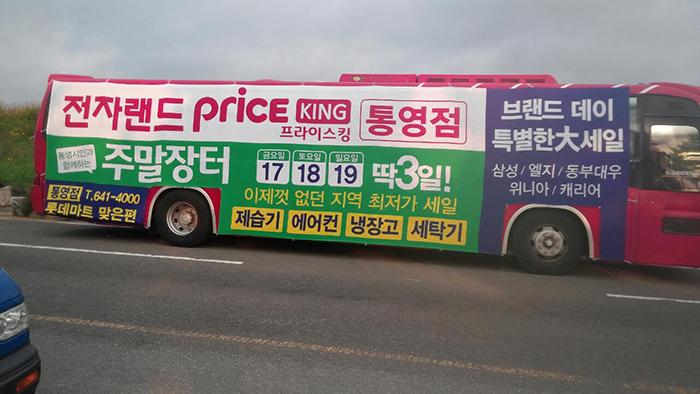 전자랜드 price KING 프라이스킹 통영점
통영시민과 함께하는
주말장터
금요일 토요일 일요일
17 18 19 딱3일!
이제껏 없던 지역 최저가 세일
제습기 에어컨 냉장고 세탁기
통영점 T.641-4000
롯데마트 맞은편
브랜드 데이
특별한大세일
삼성 / 엘지 / 동부대우
위니아 / 캐리어